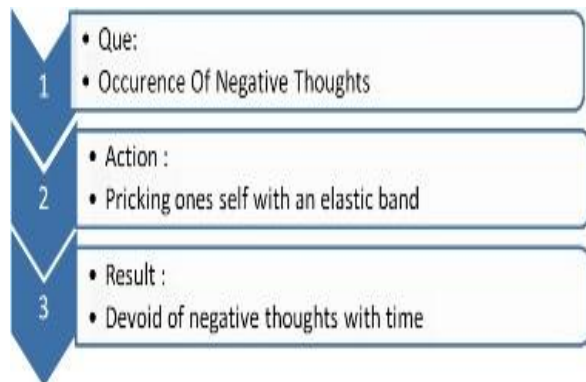 1
• Que:
• Occurence Of Negative Thoughts
2
• Action :
• Pricking ones self with an elastic band
3
• Result :
• Devoid of negative thoughts with time